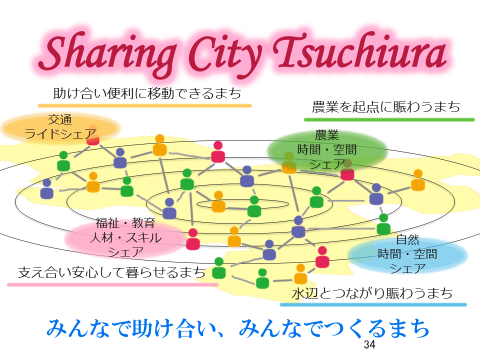 Sharing City Tsuchiura
助け合い便利に移動できるまち
農業を起点に賑わうまち
交通
ライドシェア
農業
時間・空間
シェア
福祉・教育
人材・スキル
シェア
自然
時間・空間
シェア
支え合い安心して暮らせるまち
水辺とつながり賑わうまち
みんなで助け合い、みんなでつくるまち
34